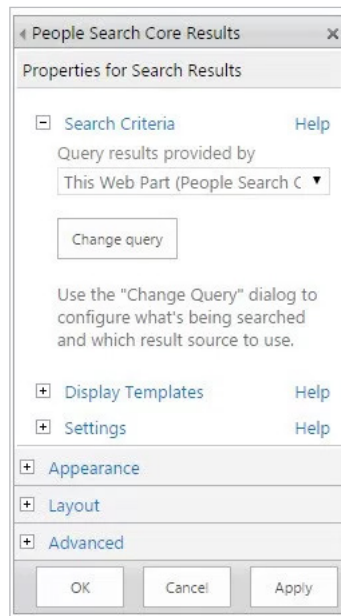 People Search Core Results
Properties for Search Results
Search Criteria Help
Query results provided by
This Web Part (People Search C
Change query
Use the "Change Query" dialog to
configure what's being searched
and which result source to use.
Display Templates Help
Settings Help
Appearance
Layout
Advanced
OK Cancel Apply